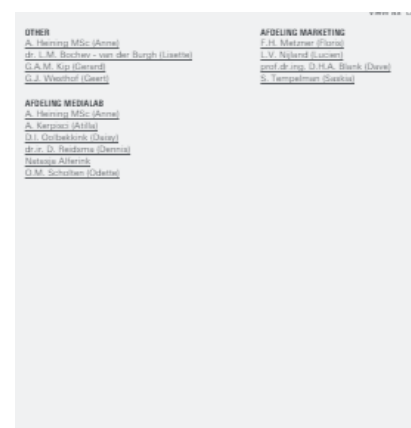 OTHER
A. Heining MSc (Anne)
dr. L.M. Bochev - van der Burgh (Lisette)
G.A.M. Kip (Gerard)
G.J. Westhof (Geert)
AFDELING MEDIALAB
A. Heining MSc (Anne)
A. Kerpisci (Atilla)
D.I. Oolbekkink (Daisy)
dr.ir. D. Reidsma (Dennis)
Natasja Alferink
O.M. Scholten (Odette)
AFDELING MARKETING
F.H. Metzner (Floris)
L.V. Nijland (Lucien)
prof.dr.ing. D.H.A. Blank (Dave)
S. Tempelman (Saskia)